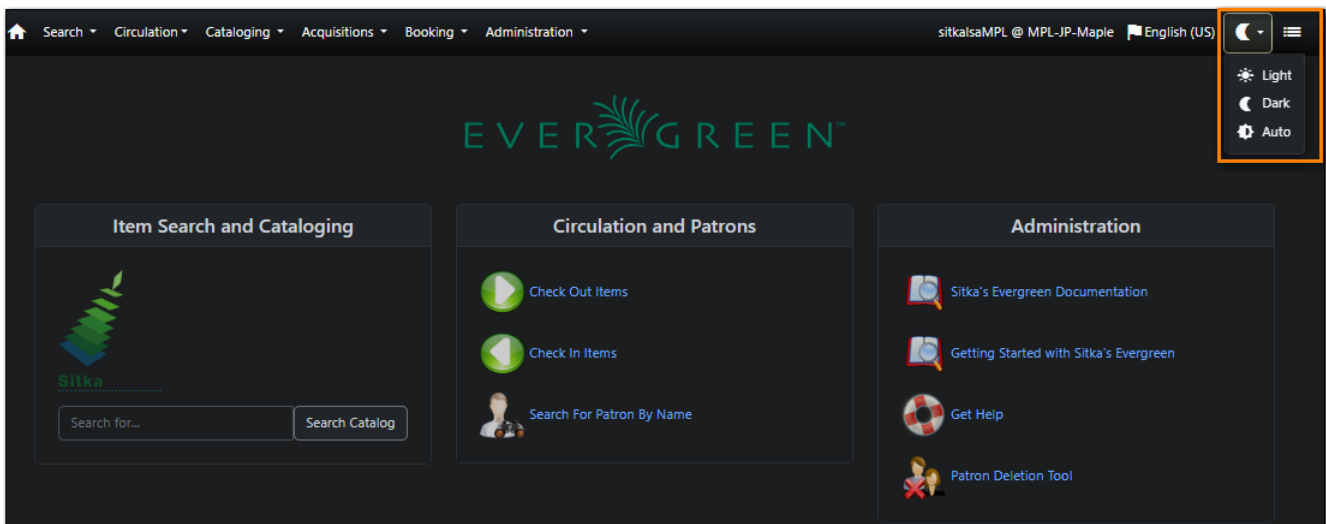 Search Circulation Cataloging Acquisitions Booking Administration sitkalsaMPL @ MPL-JP-Maple English (US)
Light
Dark
Auto
EVERGREEN™
Item Search and Cataloging
Sitka
Search for... Search Catalog
Circulation and Patrons
Check Out Items
Check In Items
Search For Patron By Name
Administration
Sitka's Evergreen Documentation
Getting Started with Sitka's Evergreen
Get Help
Patron Deletion Tool